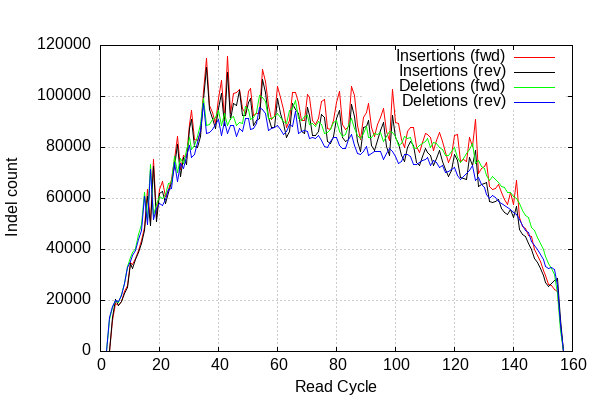 120000
100000
80000
60000
40000
20000
0
Indel count
Insertions (fwd)
Insertions (rev)
Deletions (fwd)
Deletions (rev)
0 20 40 60 80 100 120 140 160
Read Cycle